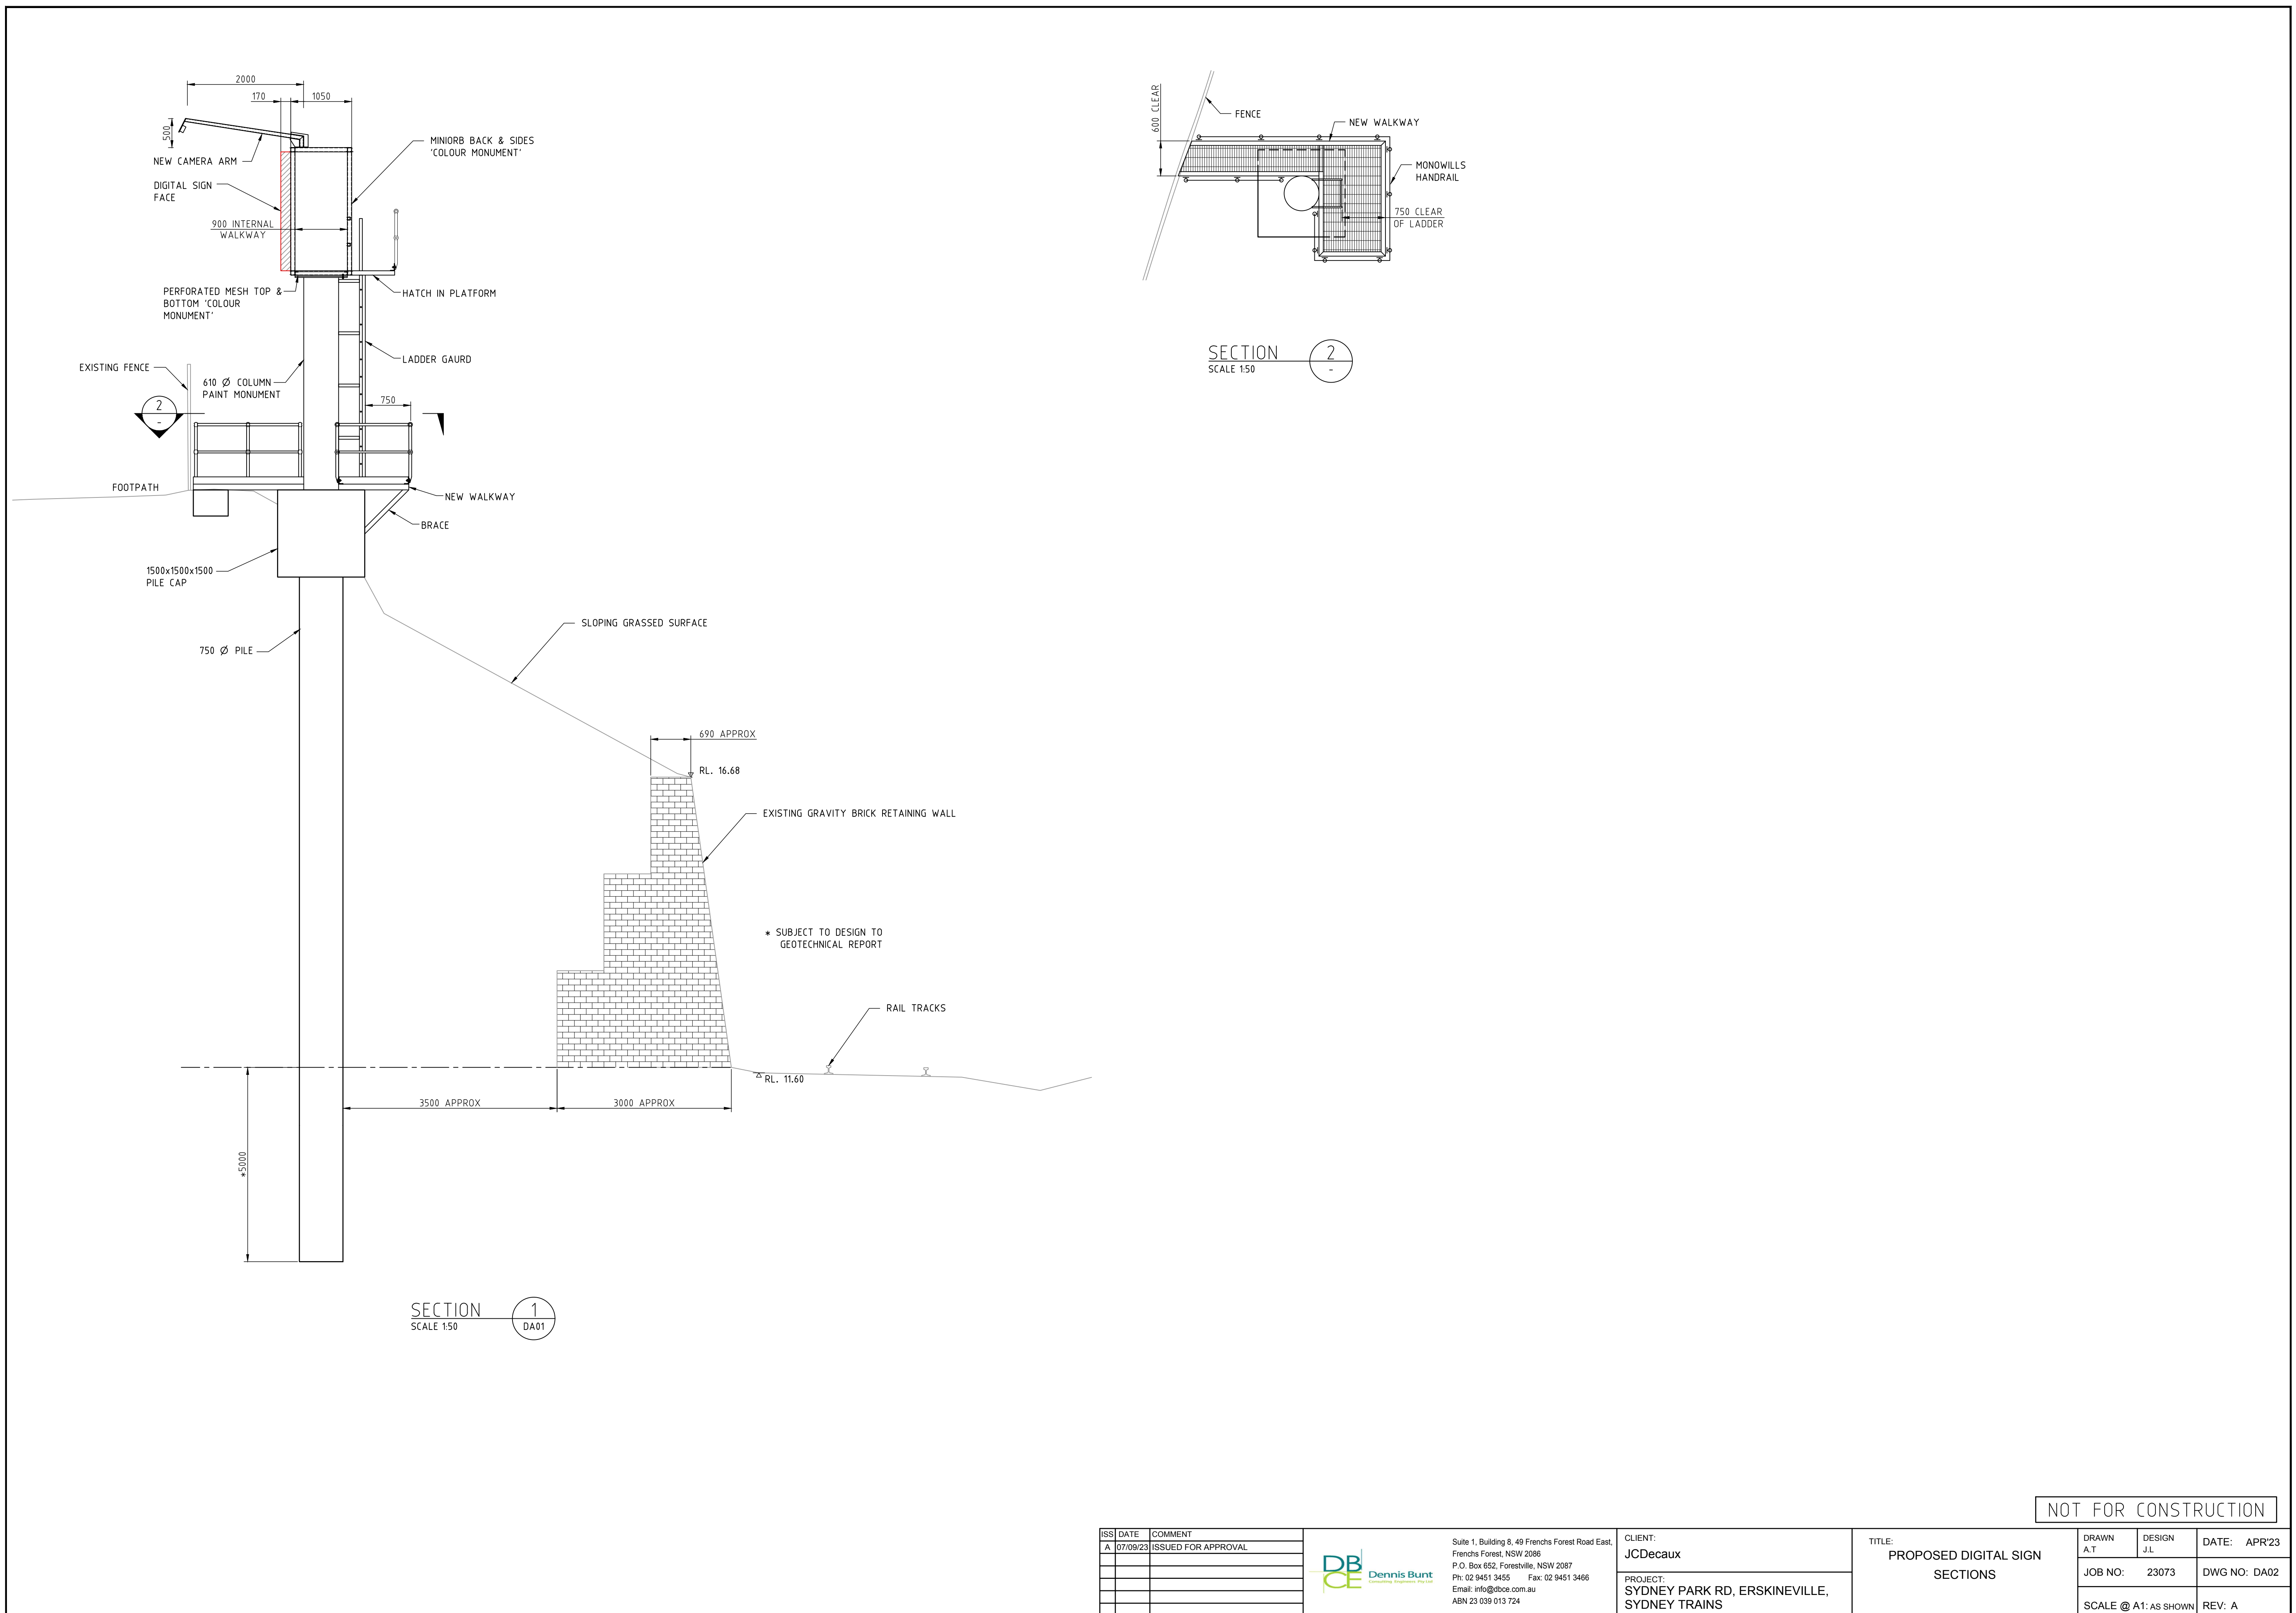 2000
170
1050
500
NEW CAMERA ARM
MINIORB BACK & SIDES
'COLOUR MONUMENT'
DIGITAL SIGN
FACE
900 INTERNAL
WALKWAY
PERFORATED MESH TOP &
BOTTOM 'COLOUR
MONUMENT'
HATCH IN PLATFORM
LADDER GAURD
EXISTING FENCE
610 Ø COLUMN
PAINT MONUMENT
2
-
750
FOOTPATH
NEW WALKWAY
BRACE
1500x1500x1500
PILE CAP
750 Ø PILE
SLOPING GRASSED SURFACE
690 APPROX
RL. 16.68
EXISTING GRAVITY BRICK RETAINING WALL
* SUBJECT TO DESIGN TO
GEOTECHNICAL REPORT
RAIL TRACKS
RL. 11.60
3500 APPROX
3000 APPROX
*5000
SECTION
SCALE 1:50
1
DA01
600 CLEAR
FENCE
NEW WALKWAY
MONOWILLS
HANDRAIL
750 CLEAR
OF LADDER
SECTION
SCALE 1:50
2
-
NOT FOR CONSTRUCTION
ISS DATE COMMENT
A 07/09/23 ISSUED FOR APPROVAL
DB
CE
Dennis Bunt
Consulting Engineers Pty Ltd
Suite 1, Building 8, 49 Frenchs Forest Road East,
Frenchs Forest, NSW 2086
P.O. Box 652, Forestville, NSW 2087
Ph: 02 9451 3455 Fax: 02 9451 3466
Email: info@dbce.com.au
ABN 23 039 013 724
CLIENT:
JCDecaux
PROJECT:
SYDNEY PARK RD, ERSKINEVILLE,
SYDNEY TRAINS
TITLE:
PROPOSED DIGITAL SIGN
SECTIONS
DRAWN
A.T
DESIGN
J.L
DATE: APR'23
JOB NO: 23073
DWG NO: DA02
SCALE @ A1: AS SHOWN
REV: A